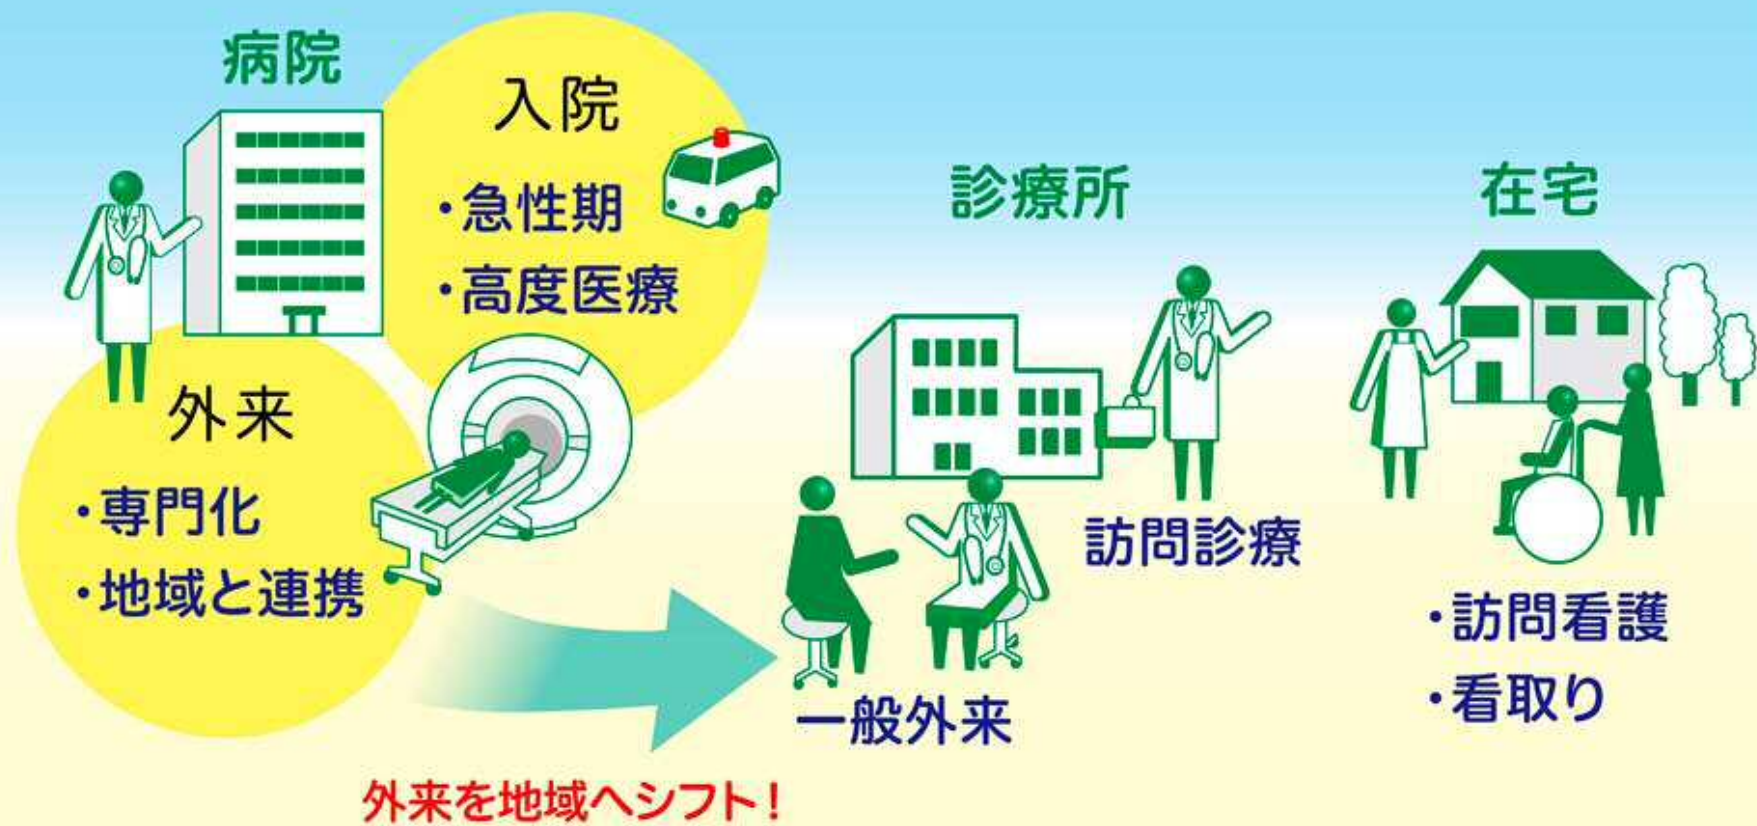 病院
入院
・急性期
・高度医療
外来
・専門化
・地域と連携
外来を地域へシフト！
診療所
訪問診療
一般外来
在宅
・訪問看護
・看取り